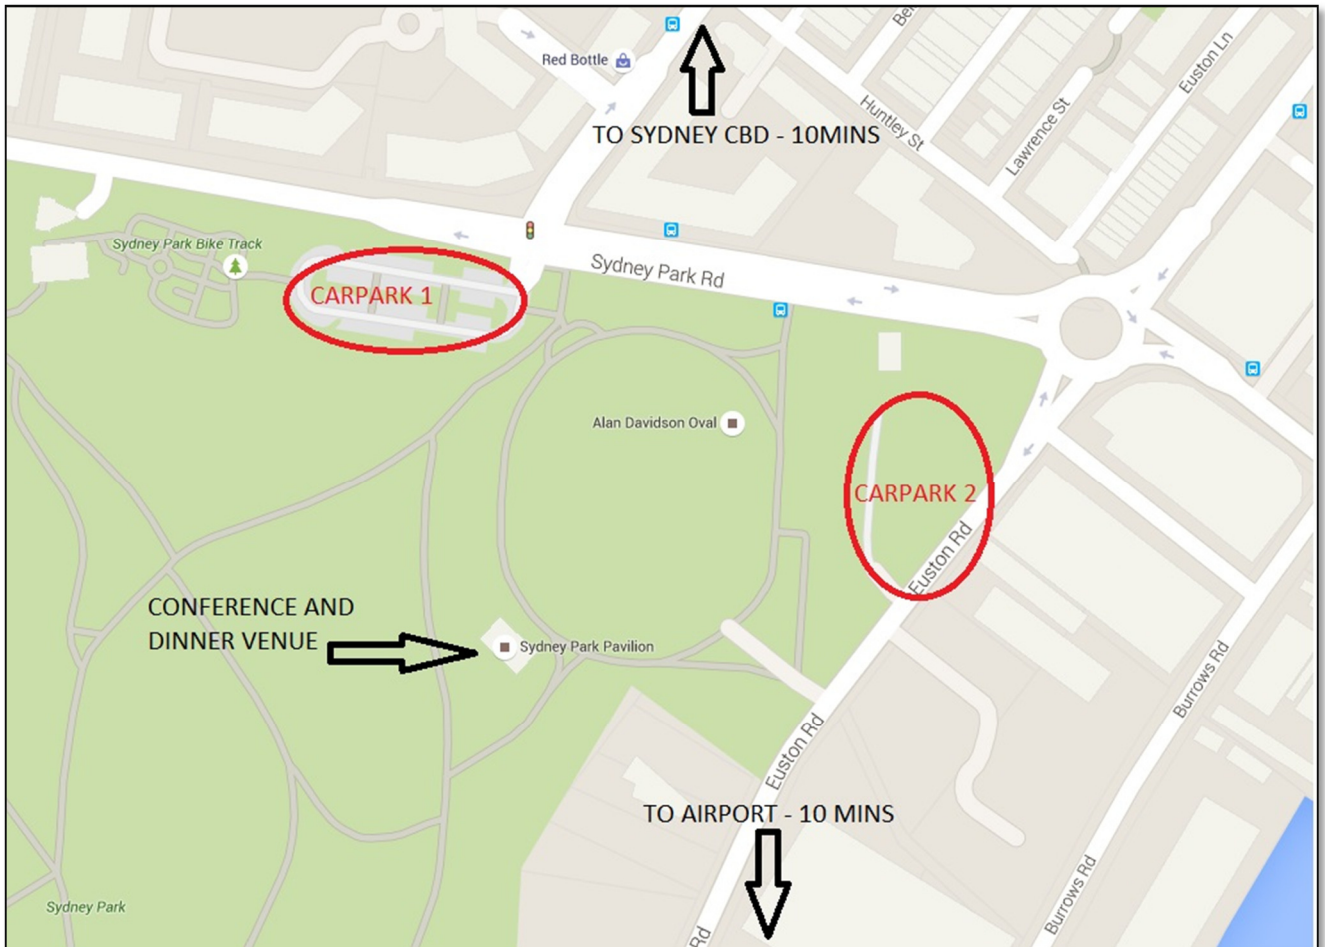 Red Bottle
TO SYDNEY CBD - 10MINS
Huntley St
Lawrence St
Euston Ln
Sydney Park Bike Track
Sydney Park Rd
CARPARK 1
Alan Davidson Oval
CARPARK 2
Euston Rd
CONFERENCE AND
DINNER VENUE
Sydney Park Pavilion
Burrows Rd
Euston Rd
TO AIRPORT - 10 MINS
Burrows Rd
Sydney Park
Rd